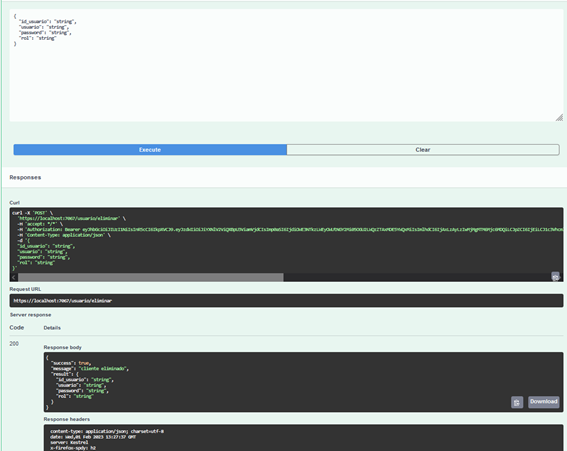 {
"id_usuario": "string",
"usuario": "string",
"password": "string",
"rol": "string"
}
Execute
Clear
Responses
Curl
curl -X 'POST' \
'https://localhost:7067/usuario/eliminar' \
-H 'accept: */*' \
-H 'Authorization: Bearer
-H 'Content-Type: application/json' \
-d '{
"id_usuario": "string",
"usuario": "string",
"password": "string",
"rol": "string"
}'
Request URL
https://localhost:7067/usuario/eliminar
Server response
Code
Details
200
Response body
{
"success": true,
"message": "cliente eliminado",
"result": {
"id_usuario": "string",
"usuario": "string",
"password": "string",
"rol": "string"
}
}
Download
Response headers
content-type: application/json; charset=utf-8
date: Wed,01 Feb 2023 13:27:37 GMT
server: Kestrel
x-firefox-spdy: h2